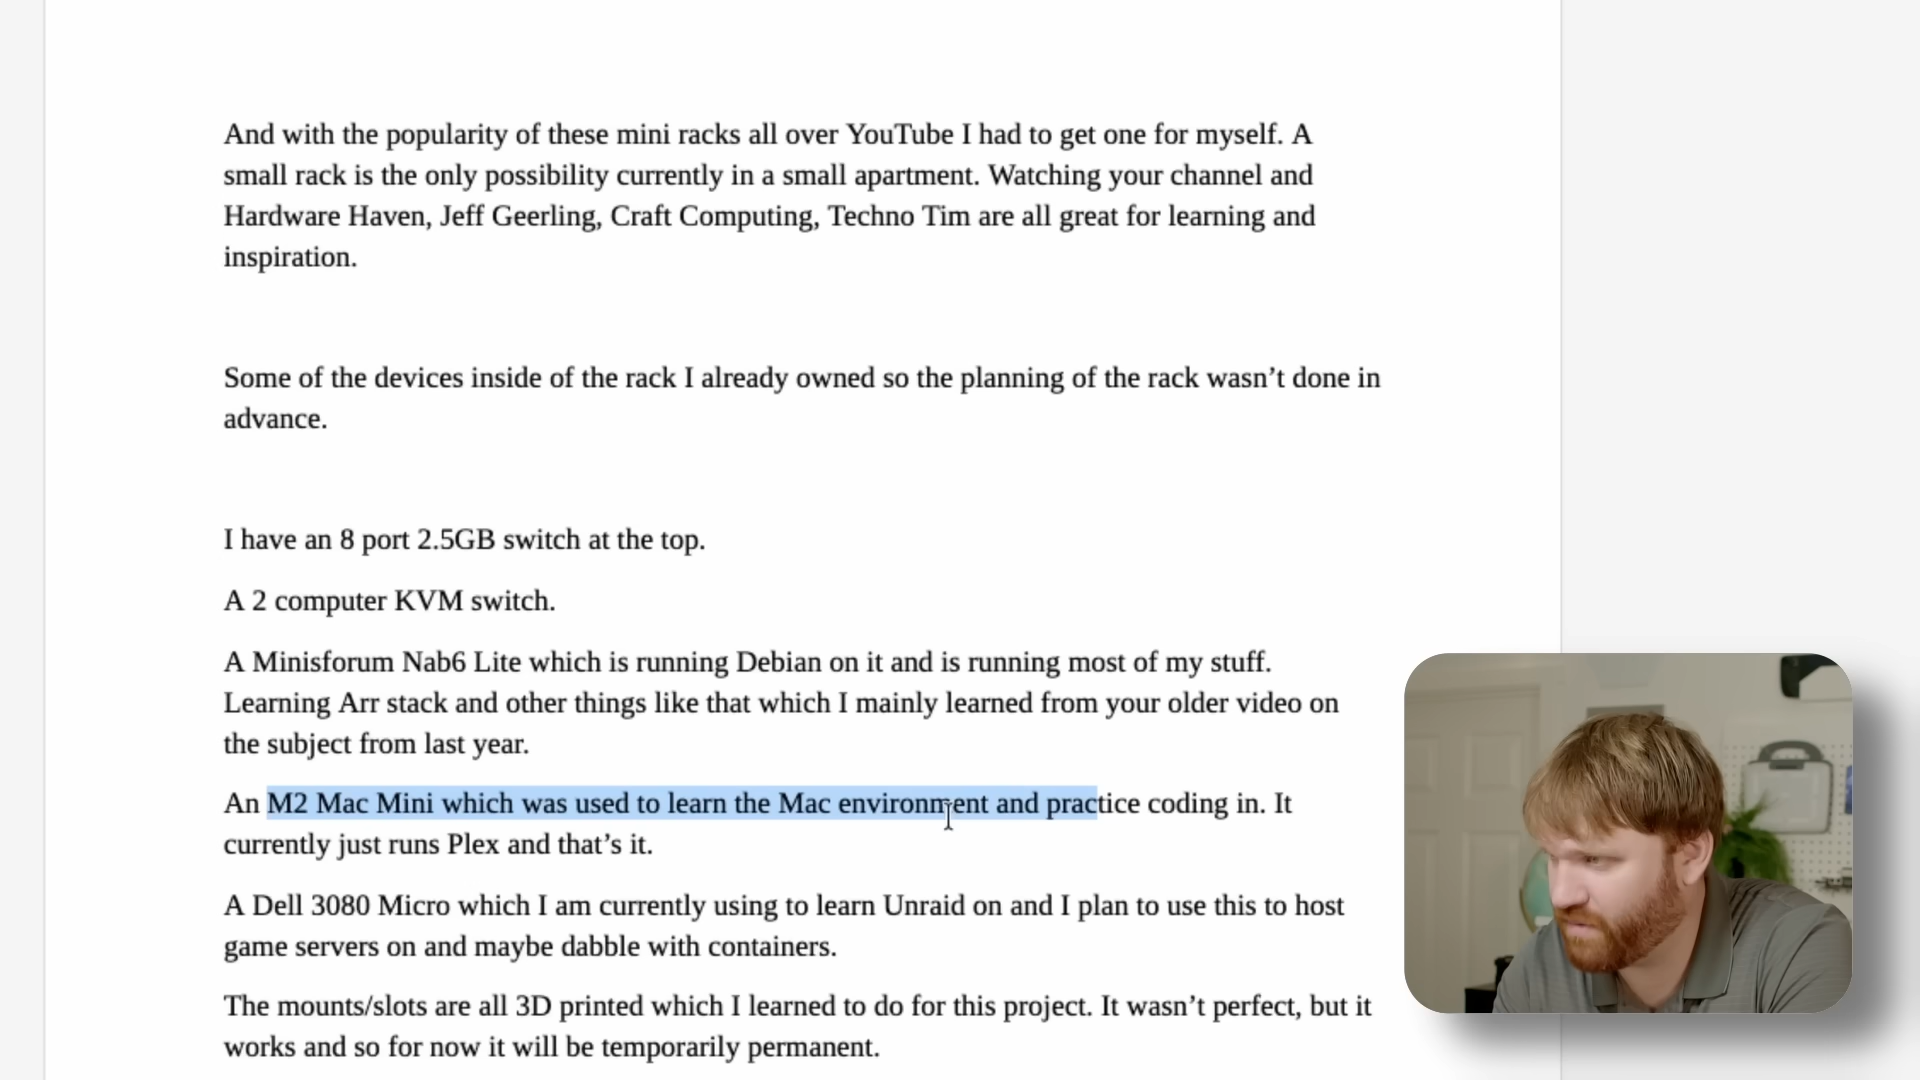 And with the popularity of these mini racks all over YouTube I had to get one for myself. A
small rack is the only possibility currently in a small apartment. Watching your channel and
Hardware Haven, Jeff Geerling, Craft Computing, Techno Tim are all great for learning and
inspiration.
Some of the devices inside of the rack I already owned so the planning of the rack wasn’t done in
advance.
I have an 8 port 2.5GB switch at the top.
A 2 computer KVM switch.
A Minisforum Nab6 Lite which is running Debian on it and is running most of my stuff.
Learning Arr stack and other things like that which I mainly learned from your older video on
the subject from last year.
An M2 Mac Mini which was used to learn the Mac environment and practice coding in. It
currently just runs Plex and that’s it.
A Dell 3080 Micro which I am currently using to learn Unraid on and I plan to use this to host
game servers on and maybe dabble with containers.
The mounts/slots are all 3D printed which I learned to do for this project. It wasn’t perfect, but it
works and so for now it will be temporarily permanent.